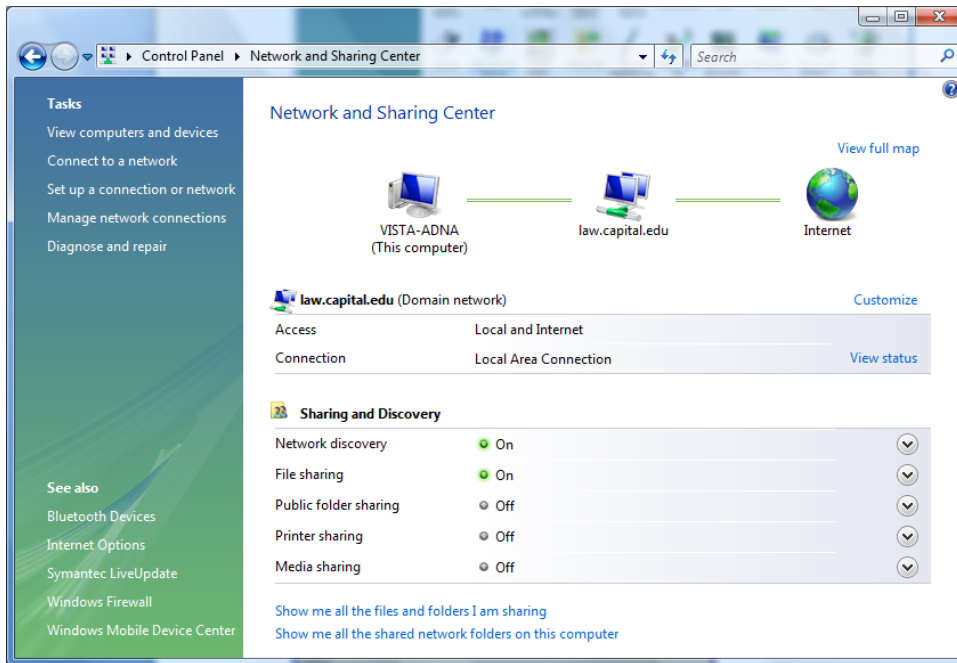 Control Panel Network and Sharing Center
Search
Tasks
View computers and devices
Connect to a network
Set up a connection or network
Manage network connections
Diagnose and repair
See also
Bluetooth Devices
Internet Options
Symantec LiveUpdate
Windows Firewall
Windows Mobile Device Center
Network and Sharing Center
View full map
VISTA-ADNA
(This computer)
law.capital.edu
Internet
law.capital.edu (Domain network)
Customize
Access Local and Internet
Connection Local Area Connection
View status
Sharing and Discovery
Network discovery On
File sharing On
Public folder sharing Off
Printer sharing Off
Media sharing Off
Show me all the files and folders I am sharing
Show me all the shared network folders on this computer